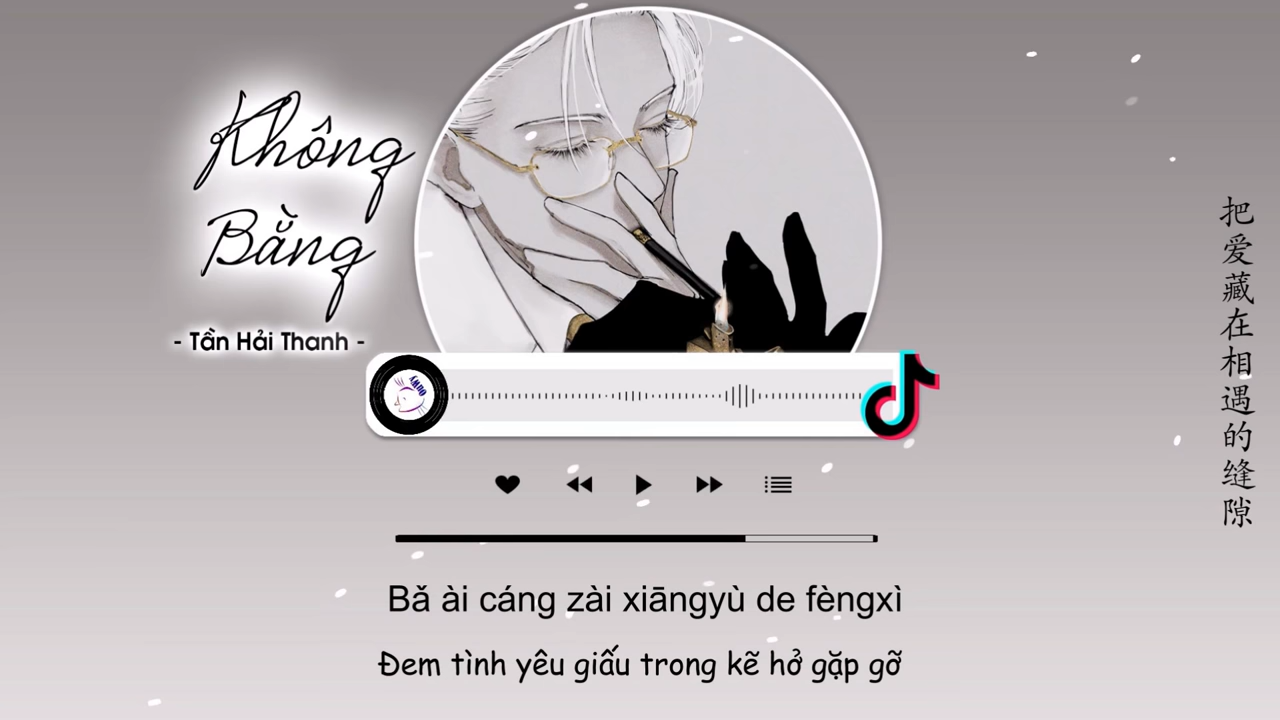 Không
Bằng
- Tần Hải Thanh -
把爱藏在相遇的缝隙
Bǎ ài cáng zài xiāngyù de fèngxì
Đem tình yêu giấu trong kẽ hở gặp gỡ